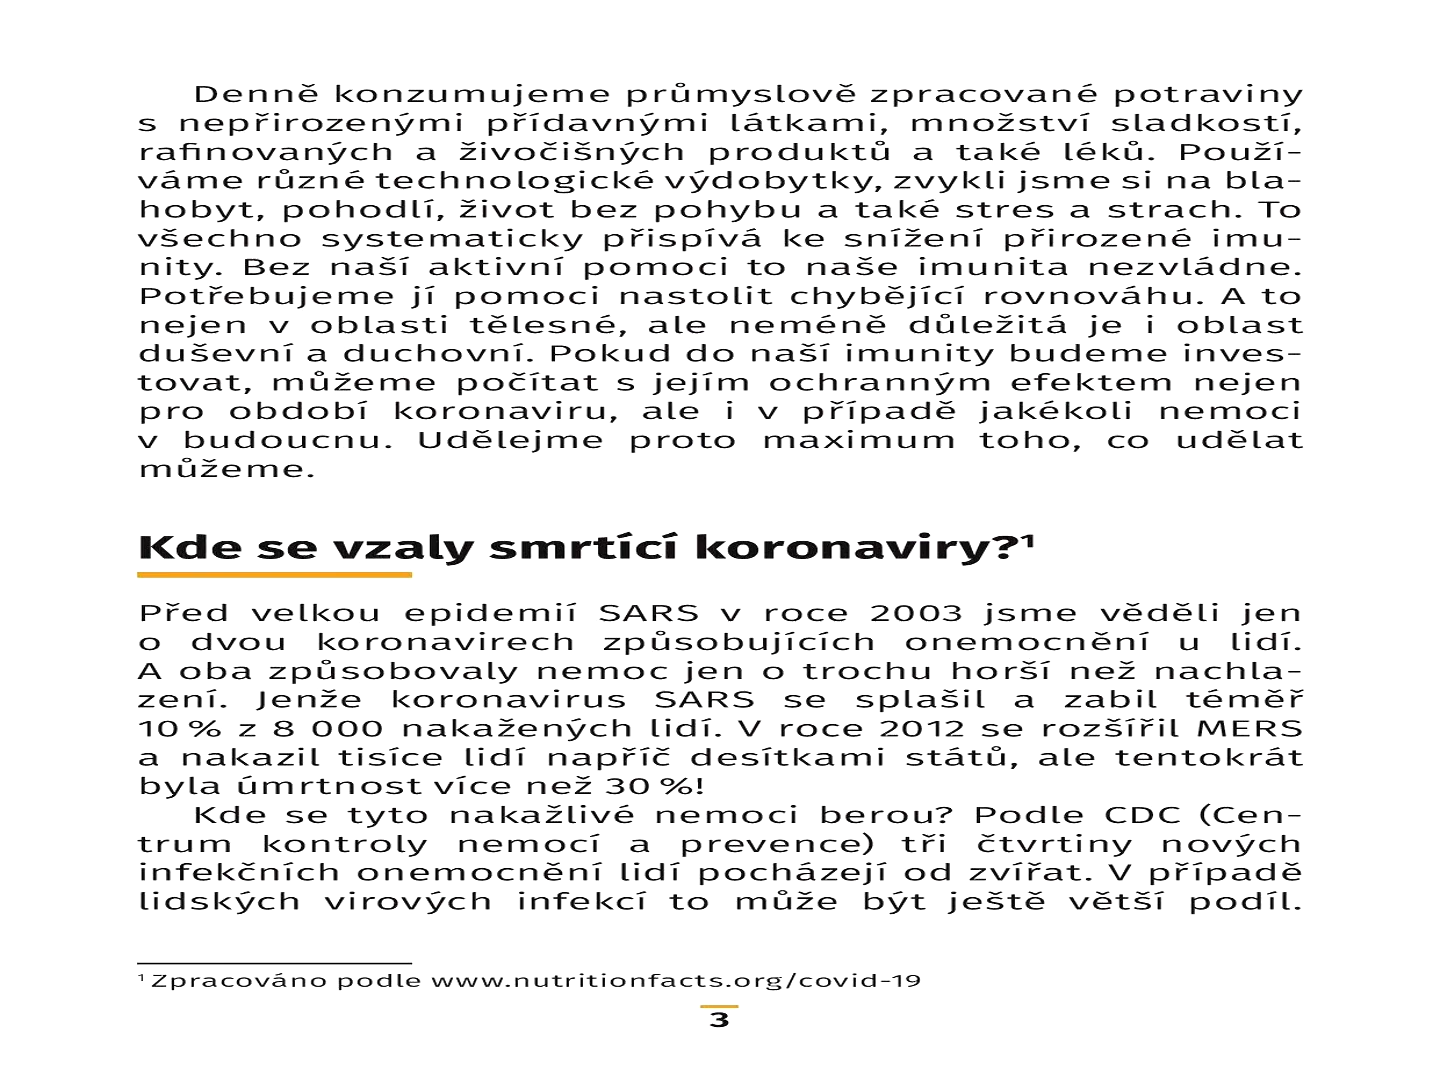 Denně konzumujeme průmyslově zpracované potraviny
s nepřirozenými přídavnými látkami, množství sladkostí,
rafinovaných a živočišných produktů a také léků. Použí-
váme různé technologické výdobytky, zvykli jsme si na bla-
hobyt, pohodlí, život bez pohybu a také stres a strach. To
všechno systematicky přispívá ke snížení přirozené imu-
nity. Bez naší aktivní pomoci to naše imunita nezvládne.
Potřebujeme jí pomoci nastolit chybějící rovnováhu. A to
nejen v oblasti tělesné, ale neméně důležitá je i oblast
duševní a duchovní. Pokud do naší imunity budeme inves-
tovat, můžeme počítat s jejím ochranným efektem nejen
pro období koronaviru, ale i v případě jakékoli nemoci
v budoucnu. Udělejme proto maximum toho, co udělat
můžeme.
Kde se vzaly smrtící koronaviry?¹
Před velkou epidemií SARS v roce 2003 jsme věděli jen
o dvou koronavirech způsobujících onemocnění u lidí.
A oba způsobovaly nemoc jen o trochu horší než nachla-
zení. Jenže koronavirus SARS se splašil a zabil téměř
10 % z 8 000 nakažených lidí. V roce 2012 se rozšířil MERS
a nakazil tisíce lidí napříč desítkami států, ale tentokrát
byla úmrtnost více než 30 %!
Kde se tyto nakažlivé nemoci berou? Podle CDC (Cen-
trum kontroly nemocí a prevence) tři čtvrtiny nových
infekčních onemocnění lidí pocházejí od zvířat. V případě
lidských virových infekcí to může být ještě větší podíl.
¹ Zpracováno podle www.nutritionfacts.org/covid-19
3